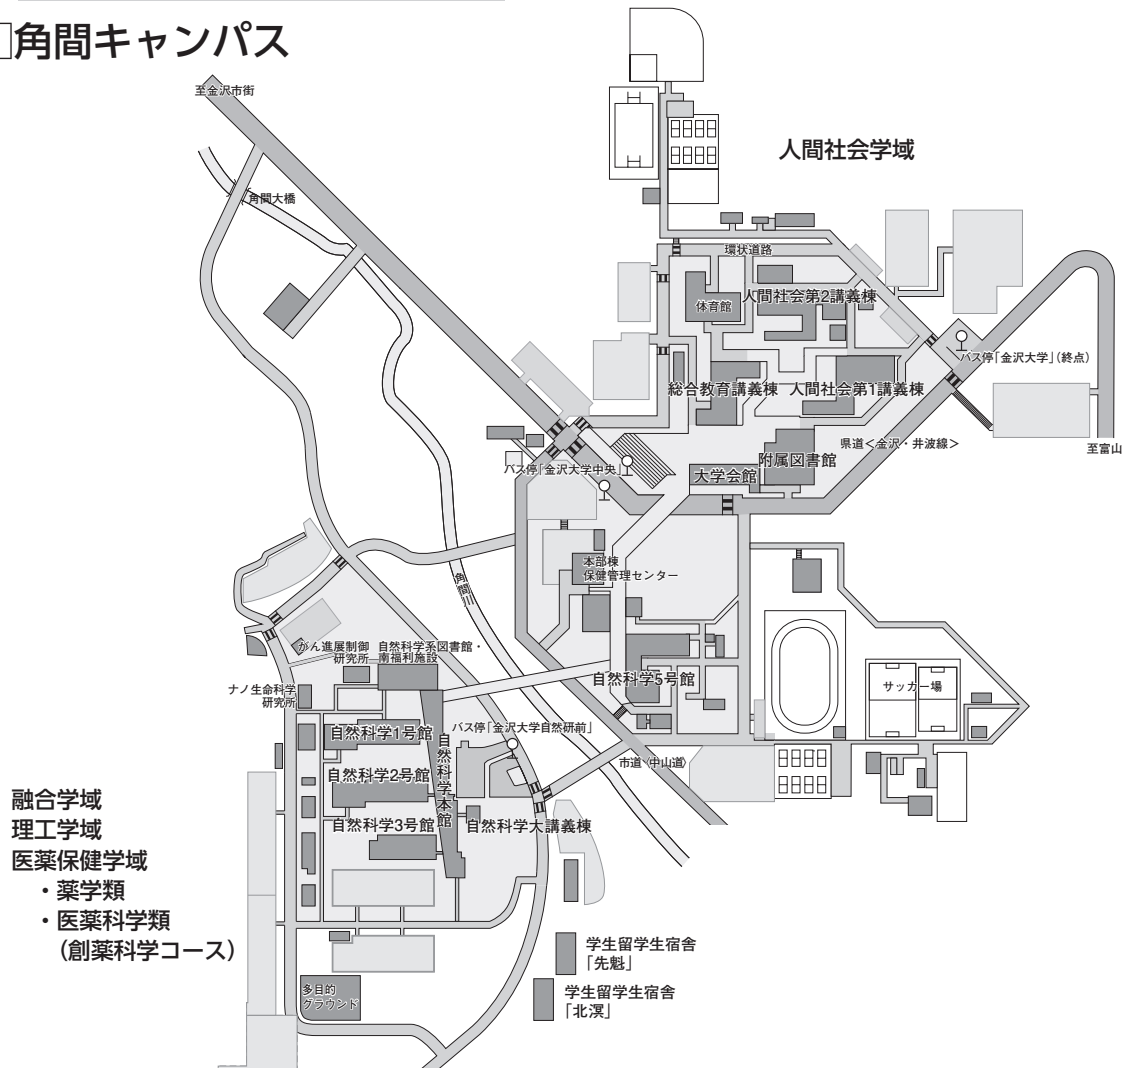 角間キャンパス
至金沢市街
人間社会学域
角間大橋
環状道路
体育館
人間社会第2講義棟
バス停「金沢大学」（終点）
総合教育講義棟
人間社会第1講義棟
県道＜金沢・井波線＞
至富山
附属図書館
バス停「金沢大学中央」
大学会館
本部棟
保健管理センター
角間川
がん進展制御
研究所
自然科学系図書館・
南福利施設
自然科学5号館
サッカー場
ナノ生命科学
研究所
自然科学1号館
自然科学本館
バス停「金沢大学自然研前」
市道〈中山道〉
自然科学2号館
自然科学3号館
自然科学大講義棟
融合学域
理工学域
医薬保健学域
・薬学類
・医薬科学類
（創薬科学コース）
学生留学生宿舎
「先魁」
学生留学生宿舎
「北溟」
多目的
グラウンド